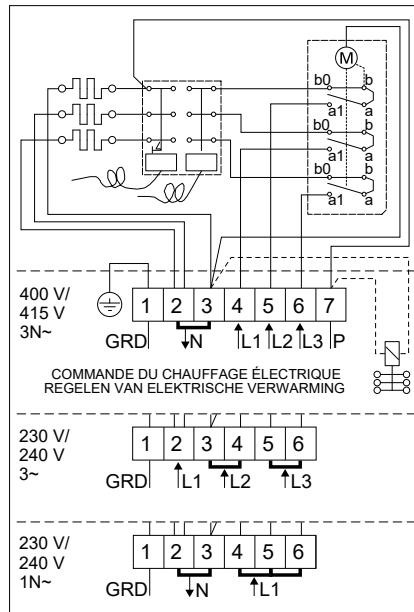 M
b0 b
a1 a
b0 b
a1 a
b0 b
a1 a
400 V/
415 V
3N~
1 2 3 4 5 6 7
GRD N L1 L2 L3 P
COMMANDE DU CHAUFFAGE ÉLECTRIQUE
REGELEN VAN ELEKTRISCHE VERWARMING
230 V/
240 V
3~
1 2 3 4 5 6
GRD L1 L2 L3
230 V/
240 V
1N~
1 2 3 4 5 6
GRD N L1